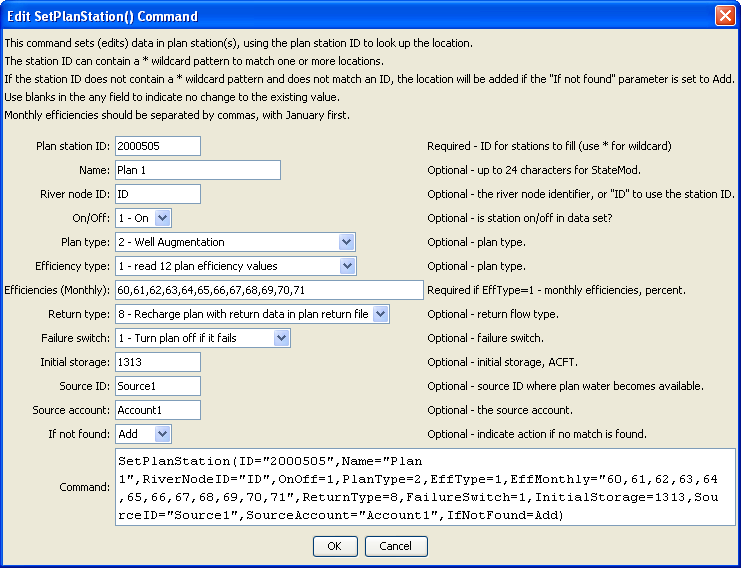 Edit SetPlanStation() Command
This command sets (edits) data in plan station(s), using the plan station ID to look up the location.
The station ID can contain a * wildcard pattern to match one or more locations.
If the station ID does not contain a * wildcard pattern and does not match an ID, the location will be added if the "If not found" parameter is set to Add.
Use blanks in the any field to indicate no change to the existing value.
Monthly efficiencies should be separated by commas, with January first.
Plan station ID: 2000505 Required - ID for stations to fill (use * for wildcard)
Name: Plan 1 Optional - up to 24 characters for StateMod.
River node ID: ID Optional - the river node identifier, or "ID" to use the station ID.
On/Off: 1 - On Optional - is station on/off in data set?
Plan type: 2 - Well Augmentation Optional - plan type.
Efficiency type: 1 - read 12 plan efficiency values Optional - plan type.
Efficiencies (Monthly): 60,61,62,63,64,65,66,67,68,69,70,71 Required if EffType=1 - monthly efficiencies, percent.
Return type: 8 - Recharge plan with return data in plan return file Optional - return flow type.
Failure switch: 1 - Turn plan off if it fails Optional - failure switch.
Initial storage: 1313 Optional - initial storage, ACFT.
Source ID: Source1 Optional - source ID where plan water becomes available.
Source account: Account1 Optional - the source account.
If not found: Add Optional - indicate action if no match is found.
Command:
SetPlanStation(ID="2000505",Name="Plan
1",RiverNodeID="ID",OnOff=1,PlanType=2,EffType=1,EffMonthly="60,61,62,63,64
,65,66,67,68,69,70,71",ReturnType=8,FailureSwitch=1,InitialStorage=1313,Sou
rceID="Source1",SourceAccount="Account1",IfNotFound=Add)
OK Cancel